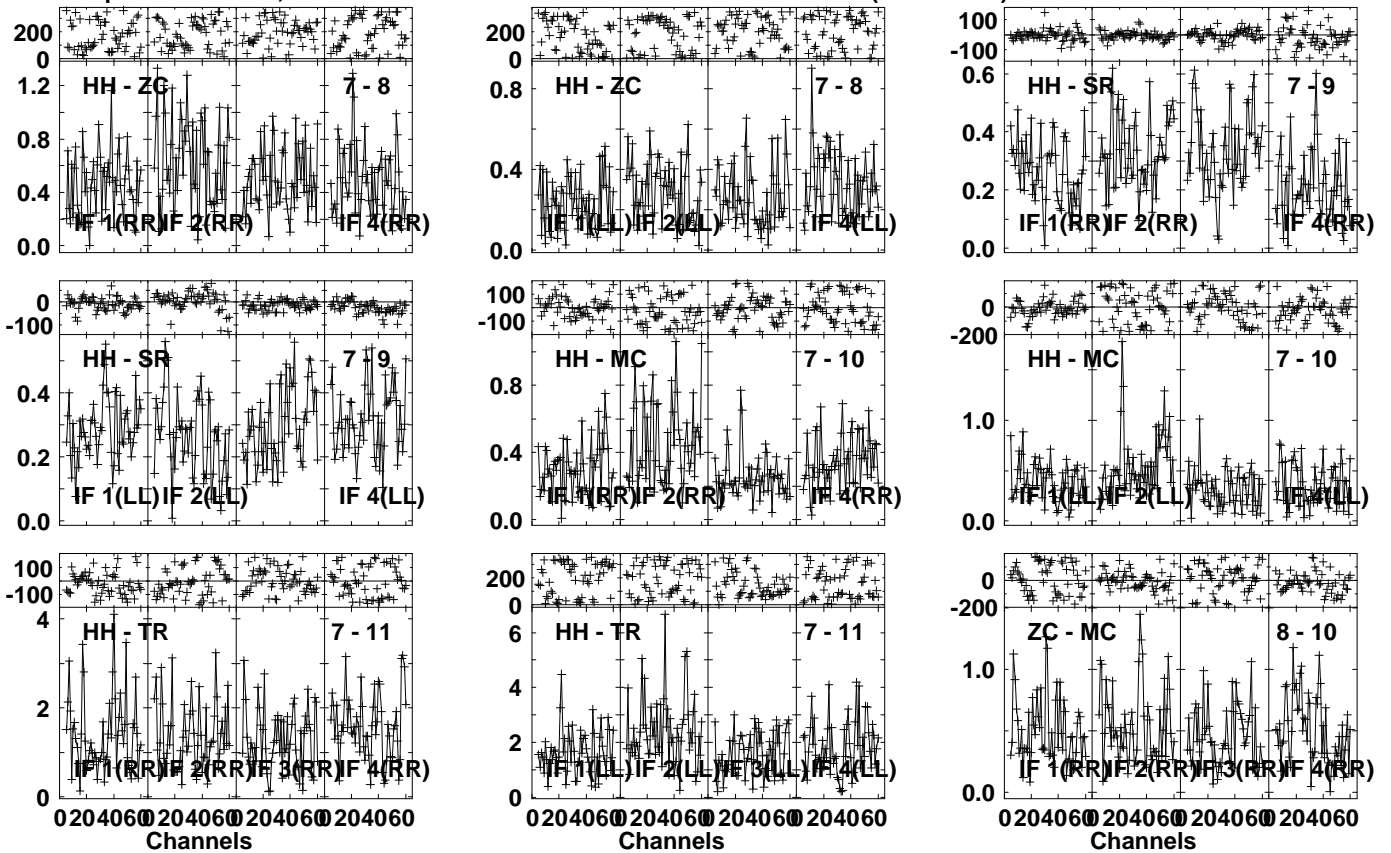 200
0
HH - ZC 7 - 8
1.2
0.8
0.4
0.0
IF 1(RR) IF 2(RR) IF 4(RR)
200
0
HH - ZC 7 - 8
0.8
0.4
0.0
IF 1(LL) IF 2(LL) IF 4(LL)
100
-100
HH - SR 7 - 9
0.6
0.4
0.2
0.0
IF 1(RR) IF 2(RR) IF 4(RR)
0
-100
HH - SR 7 - 9
0.4
0.2
0.0
IF 1(LL) IF 2(LL) IF 4(LL)
100
-100
HH - MC 7 - 10
0.8
0.4
0.0
IF 1(RR) IF 2(RR) IF 4(RR)
0
-200
HH - MC 7 - 10
1.0
0.0
IF 1(LL) IF 2(LL) IF 4(LL)
100
-100
HH - TR 7 - 11
4
2
0
IF 1(RR) IF 2(RR) IF 3(RR) IF 4(RR)
0 20 40 60 0 20 40 60 0 20 40 60 0 20 40 60
Channels
200
0
HH - TR 7 - 11
6
4
2
0
IF 1(LL) IF 2(LL) IF 3(LL) IF 4(LL)
0 20 40 60 0 20 40 60 0 20 40 60 0 20 40 60
Channels
0
-200
ZC - MC 8 - 10
1.0
0.0
IF 1(RR) IF 2(RR) IF 3(RR) IF 4(RR)
0 20 40 60 0 20 40 60 0 20 40 60 0 20 40 60
Channels